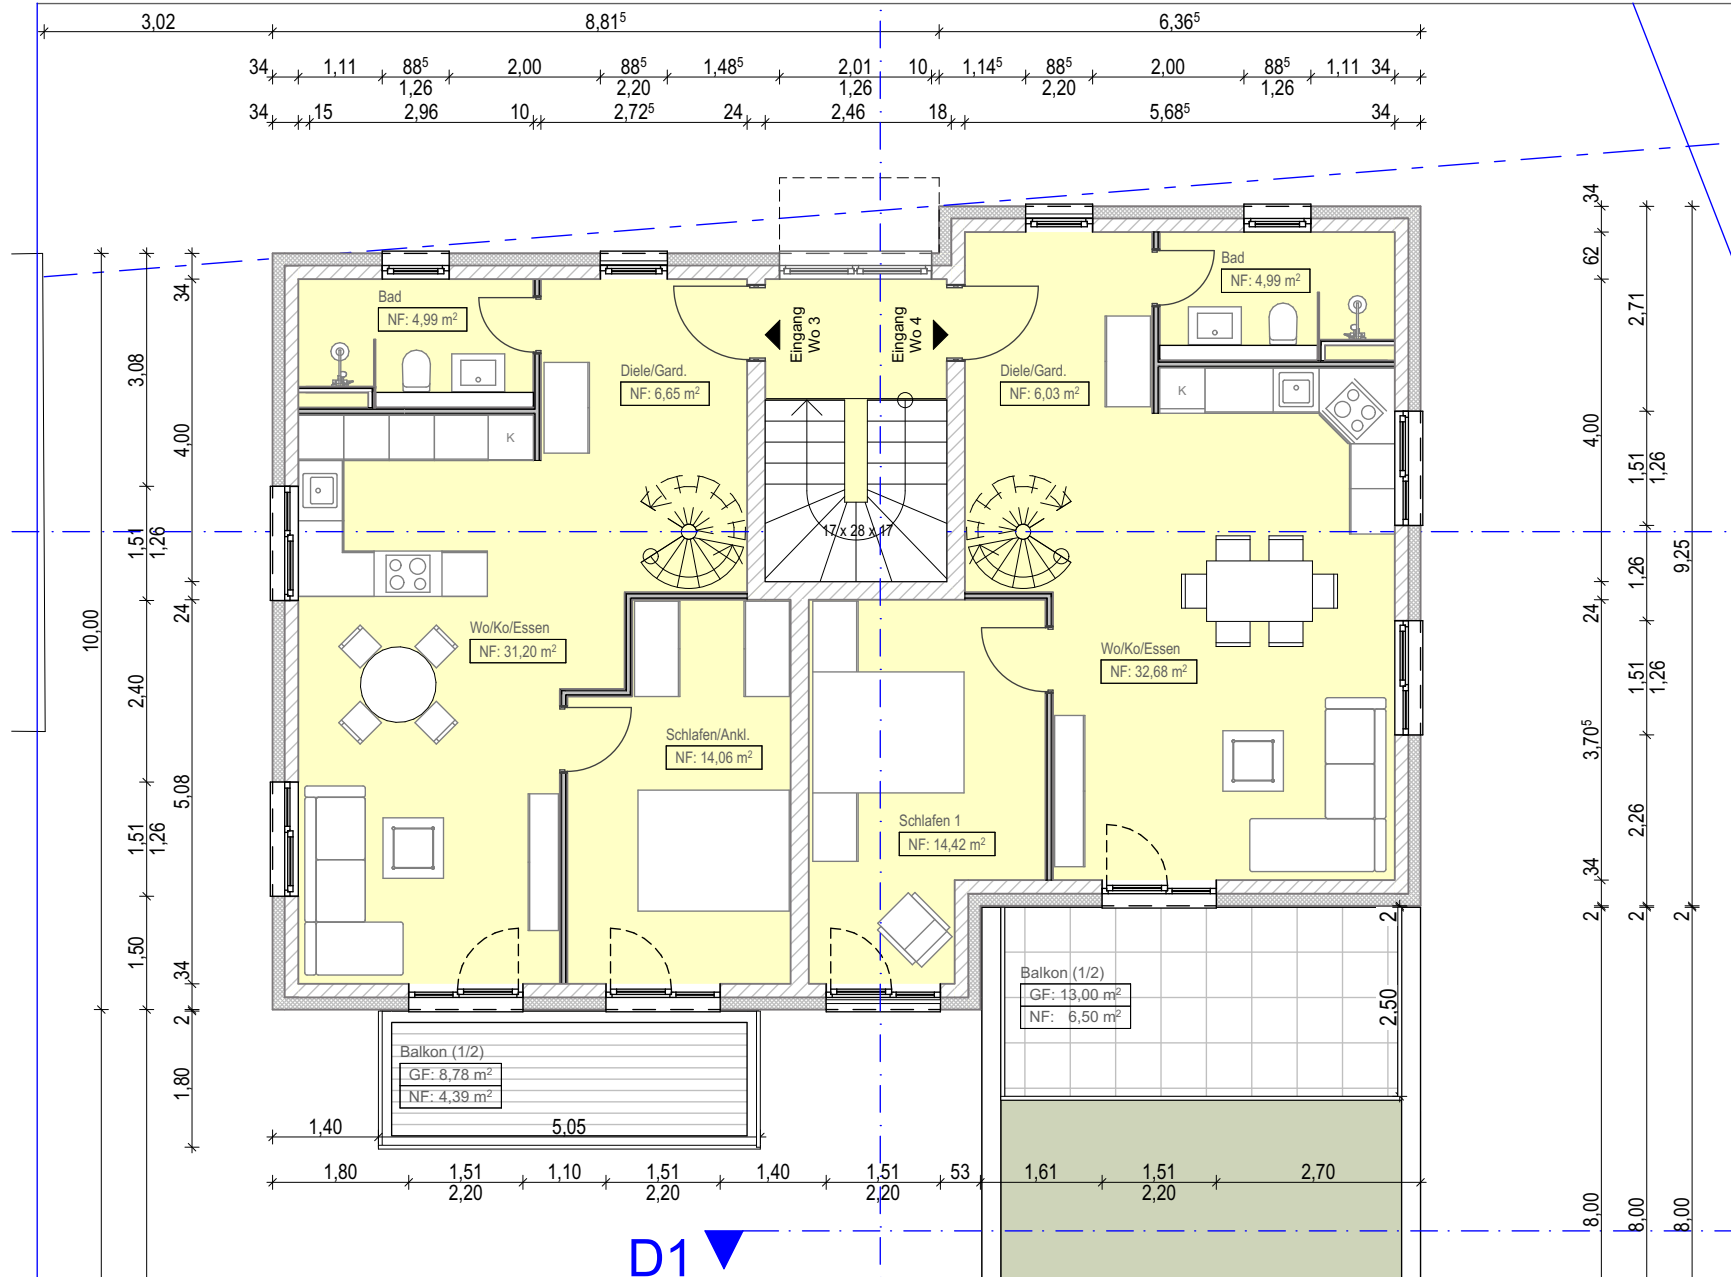 3,02 8,81⁵ 6,36⁵
34 1,11 88⁵ 2,00 88⁵ 1,48⁵ 2,01 10 1,14⁵ 88⁵ 2,00 88⁵ 1,11 34
1,26 2,20 1,26 2,20 1,26
34 15 2,96 10 2,72⁵ 24 2,46 18 5,68⁵ 34
Bad
NF: 4,99 m²
Diele/Gard.
NF: 6,65 m²
Eingang
Wo 3
Eingang
Wo 4
Diele/Gard.
NF: 6,03 m²
Bad
NF: 4,99 m²
K
K
17 x 28 x 17
Wo/Ko/Essen
NF: 31,20 m²
Schlafen/Ankl.
NF: 14,06 m²
Schlafen 1
NF: 14,42 m²
Wo/Ko/Essen
NF: 32,68 m²
Balkon (1/2)
GF: 8,78 m²
NF: 4,39 m²
Balkon (1/2)
GF: 13,00 m²
NF: 6,50 m²
2
2,50
10,00
3,08
1,51
1,26
2,40
1,51
1,26
1,50
34
4,00
24
5,08
34
2
1,80
34
62
4,00
24
3,70⁵
34
2
8,00
2,71
1,51
1,26
1,26
1,51
1,26
2,26
2
8,00
9,25
2
8,00
1,40 5,05
1,80 1,51 1,10 1,51 1,40 1,51 53 1,61 1,51 2,70
2,20 2,20 2,20 2,20
D1